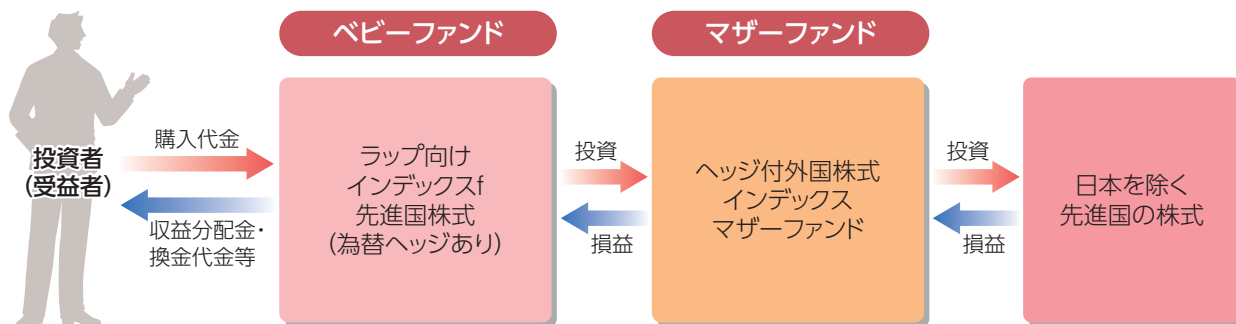 ベビーファンド
マザーファンド
投資者
(受益者)
購入代金
収益分配金・
換金代金等
ラップ向け
インデックスf
先進国株式
(為替ヘッジあり)
投資
損益
ヘッジ付外国株式
インデックス
マザーファンド
投資
損益
日本を除く
先進国の株式